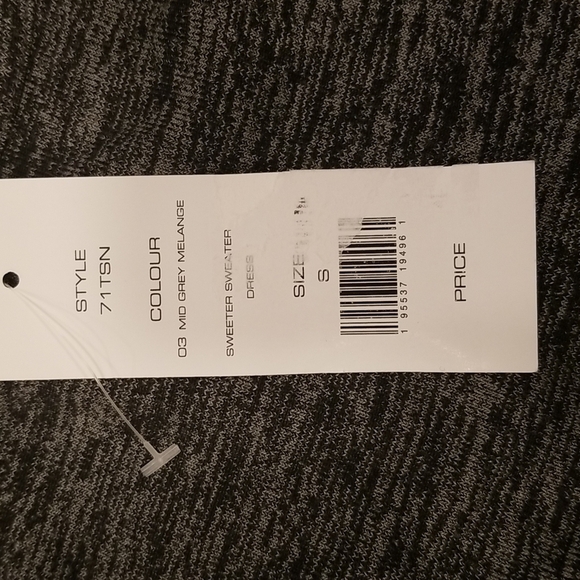 STYLE
71TSN
COLOUR
03 MID GREY MELANGE
SWEETER SWEATER
DRESS
SIZE
S
1 95537 19496 1
PRICE